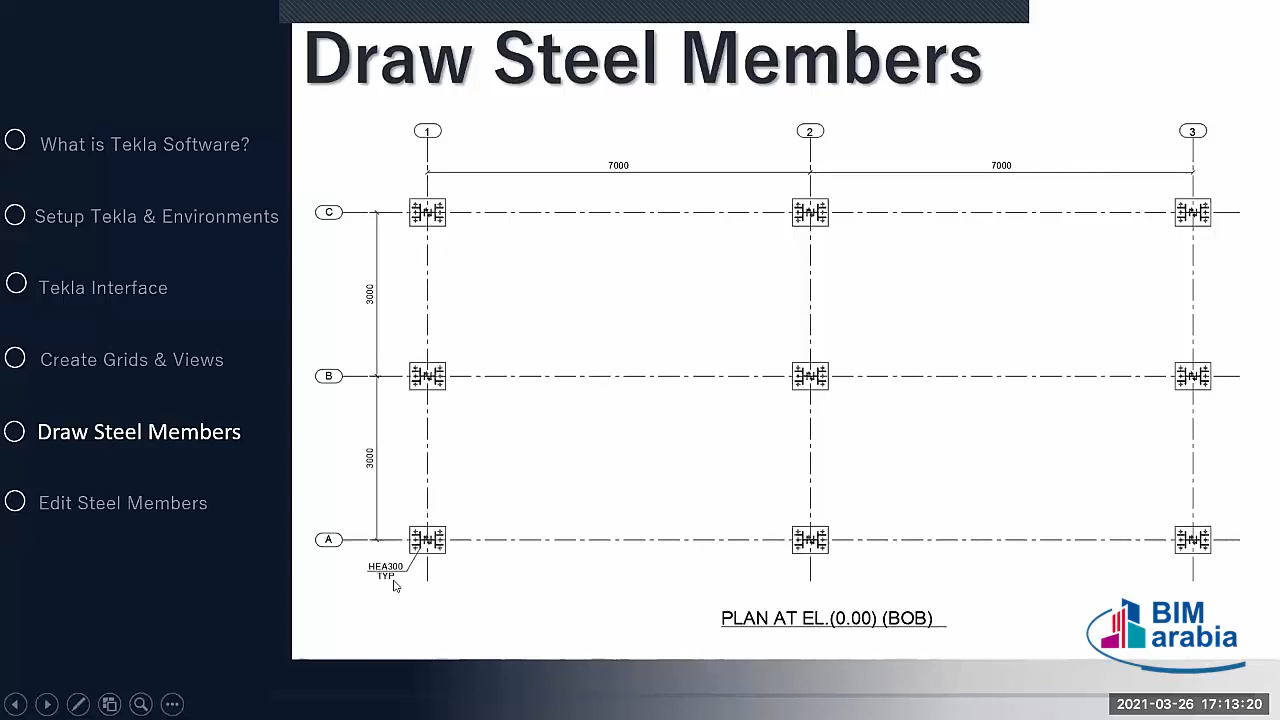 Draw Steel Members
What is Tekla Software?
Setup Tekla & Environments
Tekla Interface
Create Grids & Views
Draw Steel Members
Edit Steel Members
1
2
3
7000
7000
C
3000
B
3000
A
HEA300
TYP
PLAN AT EL.(0.00) (BOB)
BIM
arabia
2021-03-26 17:13:20